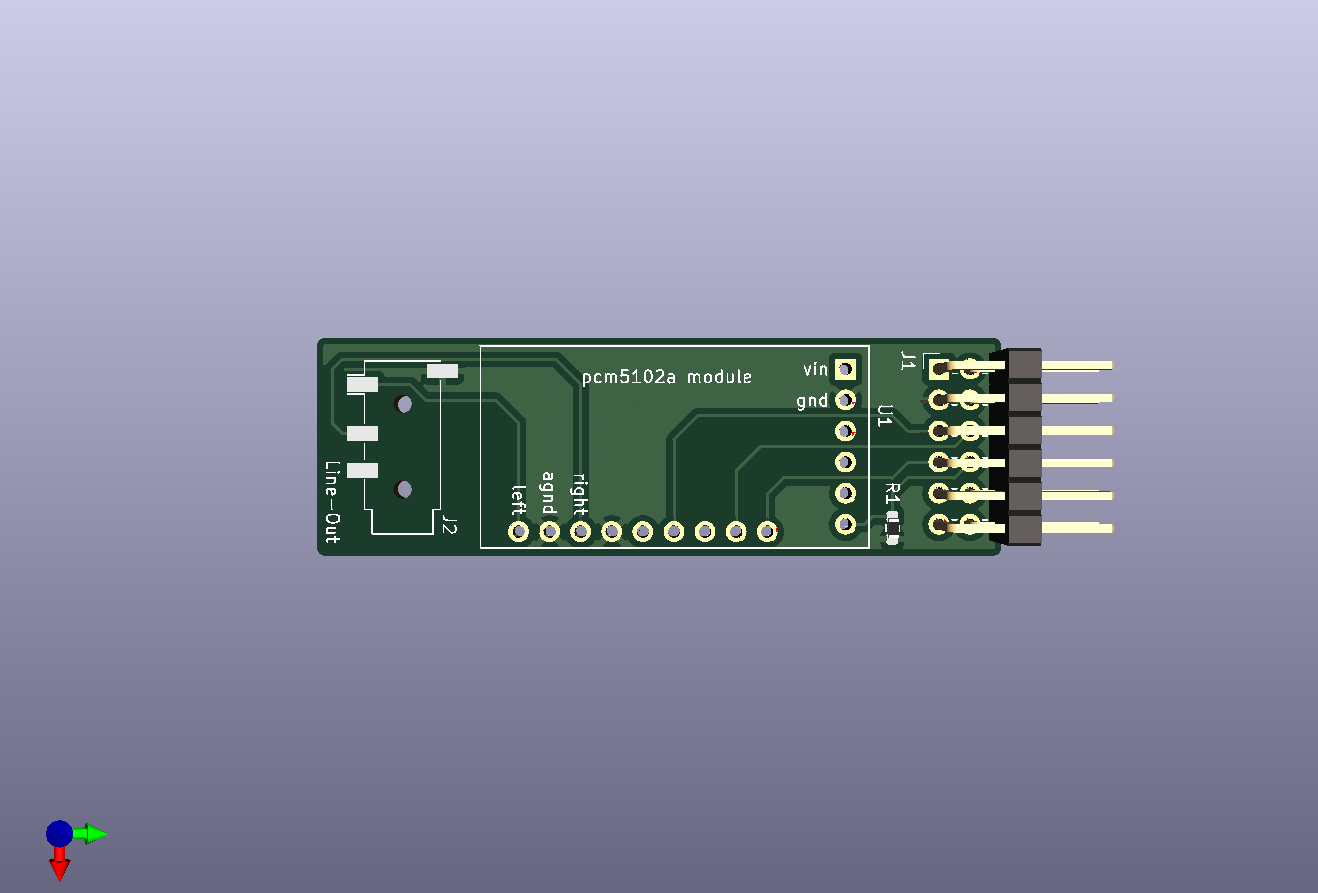 J1
vin
pcm5102a module
gnd
U1
Line-Out
left
agnd
right
R1
J2